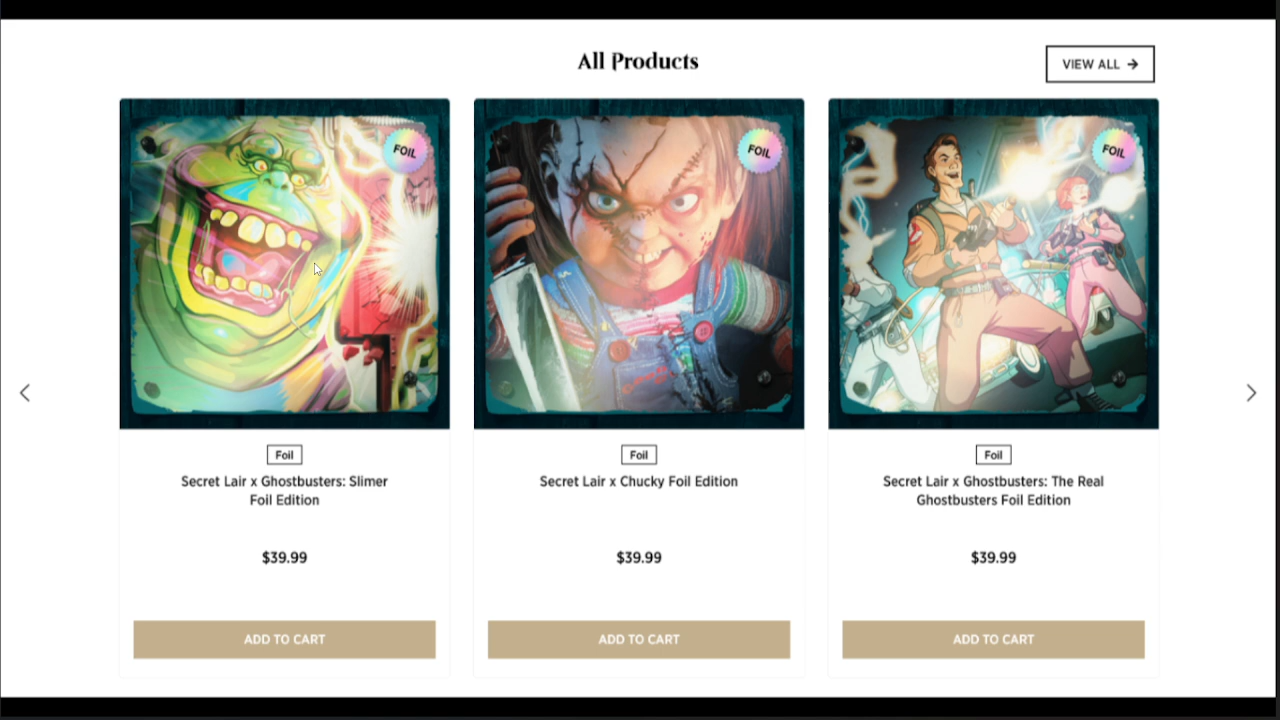 All Products
VIEW ALL →
FOIL
FOIL
FOIL
Foil
Secret Lair x Ghostbusters: Slimer
Foil Edition
$39.99
ADD TO CART
Foil
Secret Lair x Chucky Foil Edition
$39.99
ADD TO CART
Foil
Secret Lair x Ghostbusters: The Real
Ghostbusters Foil Edition
$39.99
ADD TO CART